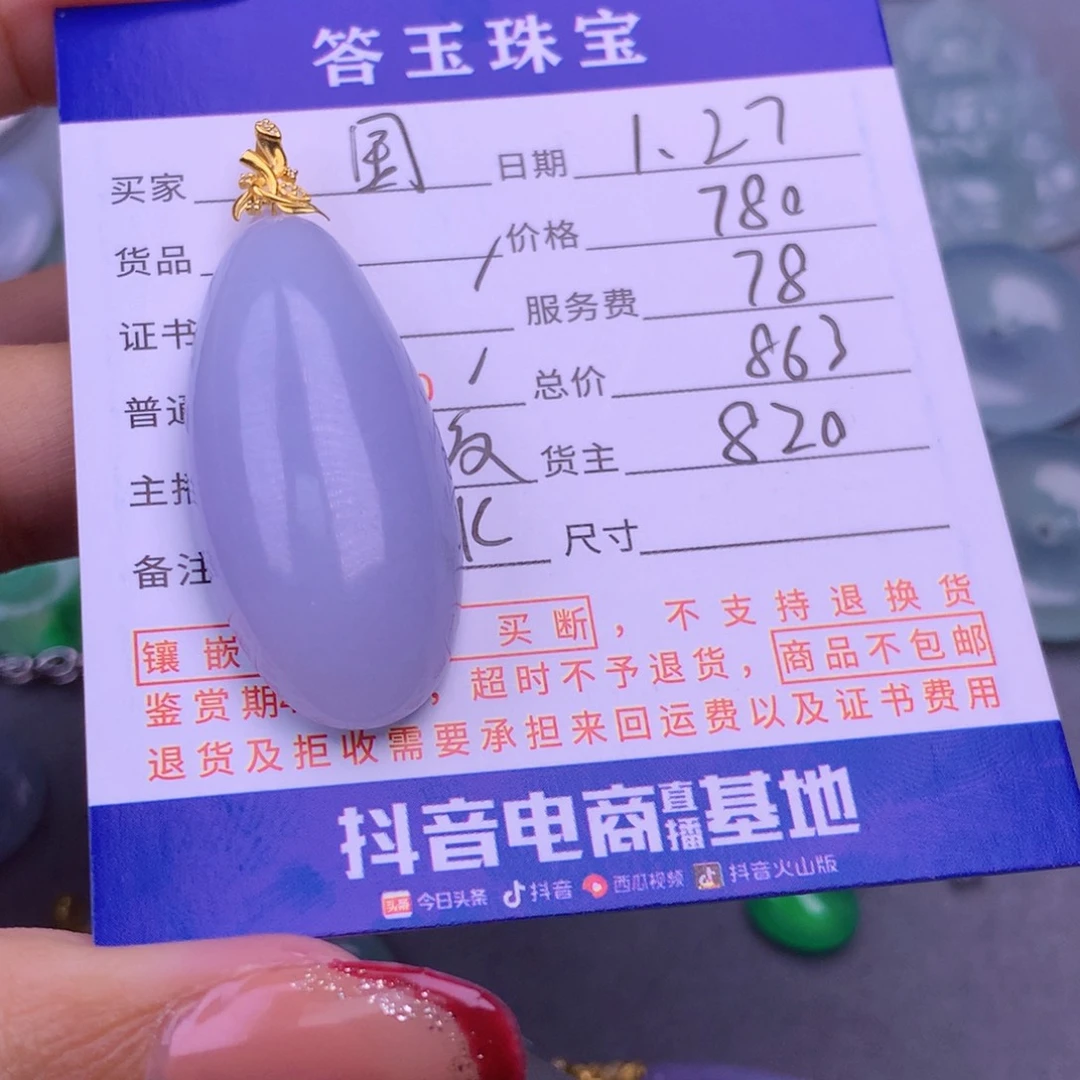 答玉珠宝
买家 国 日期 1.27
货品 / 价格 780
证书 服务费 78
普通 / 总价 863
主播 货主 820
备注 尺寸
镶嵌 买断，不支持退换货
鉴赏期 ，超时不予退货，商品不包邮
退货及拒收需要承担来回运费以及证书费用
抖音电商直播基地
头条 今日头条 抖音 西瓜视频 抖音火山版